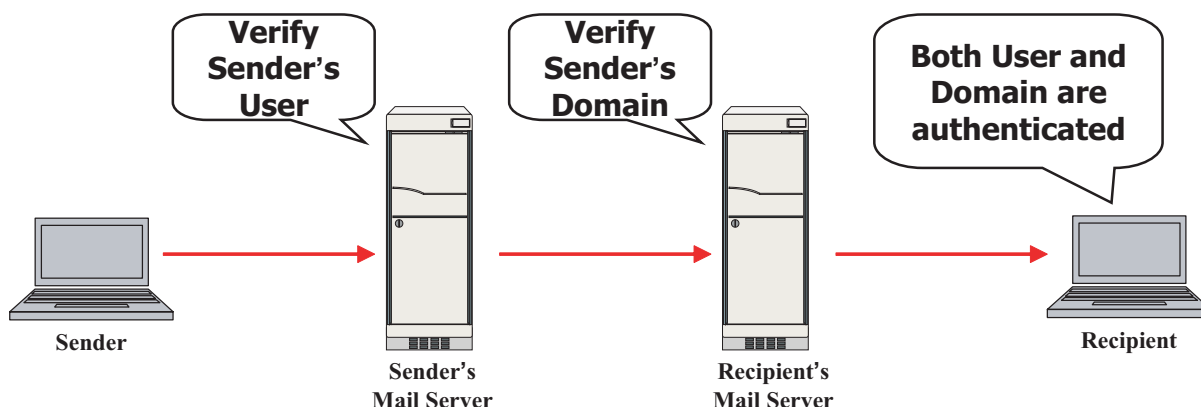 Verify
Sender’s
User
Verify
Sender’s
Domain
Both User and
Domain are
authenticated
Sender
Sender’s
Mail Server
Recipient’s
Mail Server
Recipient